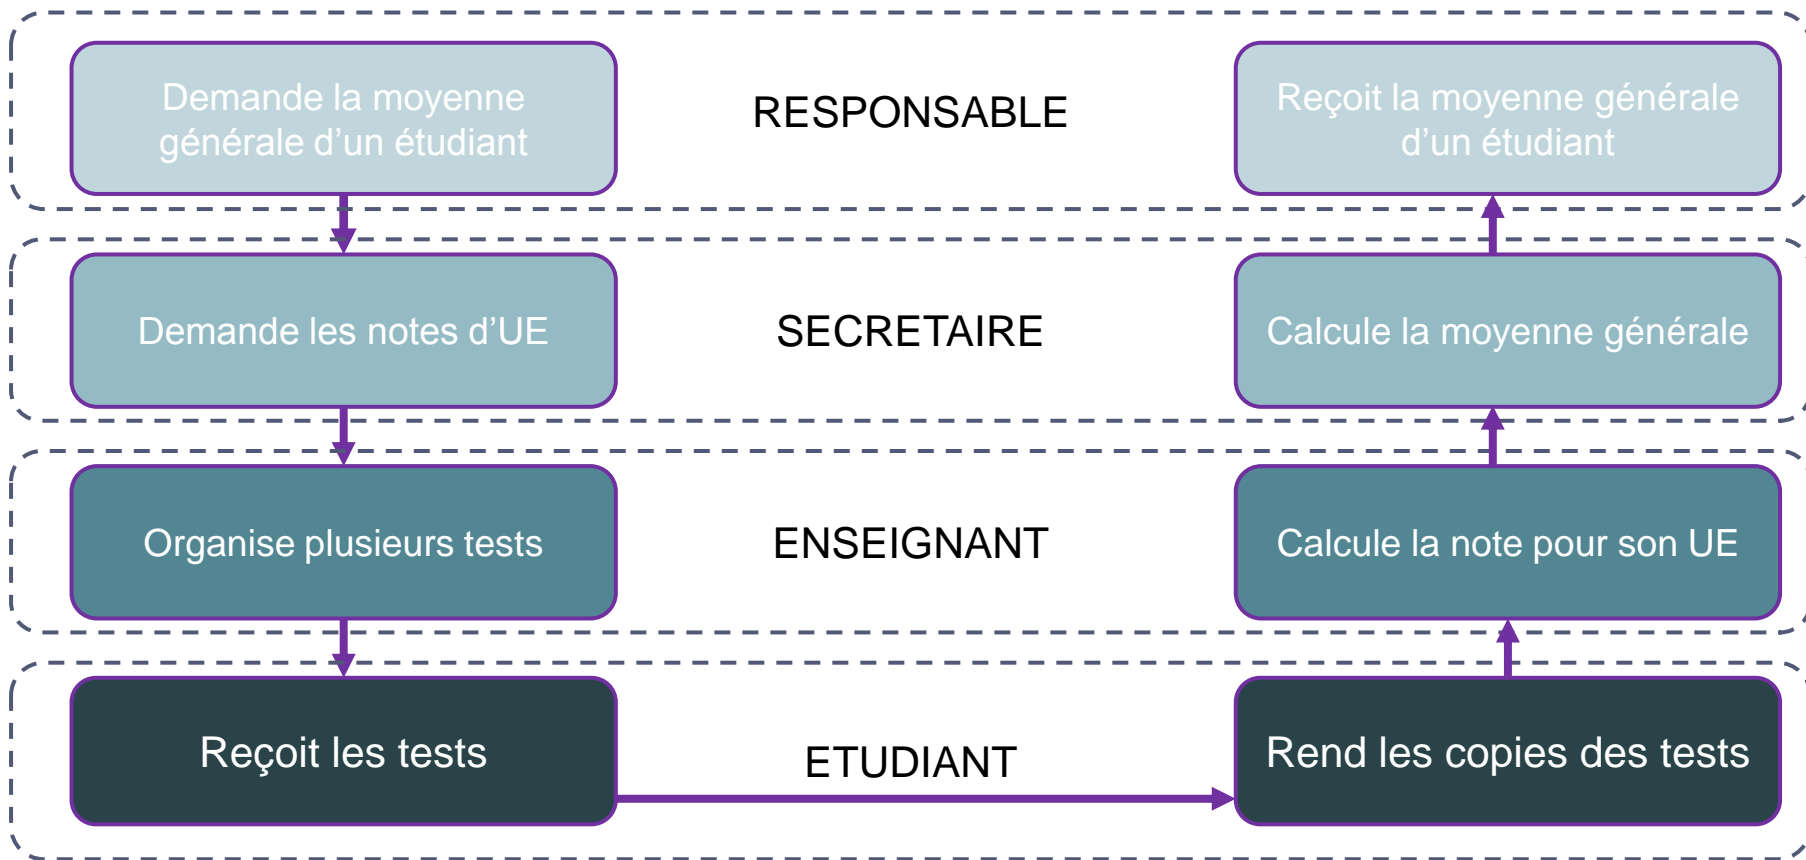 Demande la moyenne
générale d’un étudiant
RESPONSABLE
Reçoit la moyenne générale
d’un étudiant
Demande les notes d’UE
SECRETAIRE
Calcule la moyenne générale
Organise plusieurs tests
ENSEIGNANT
Calcule la note pour son UE
Reçoit les tests
ETUDIANT
Rend les copies des tests